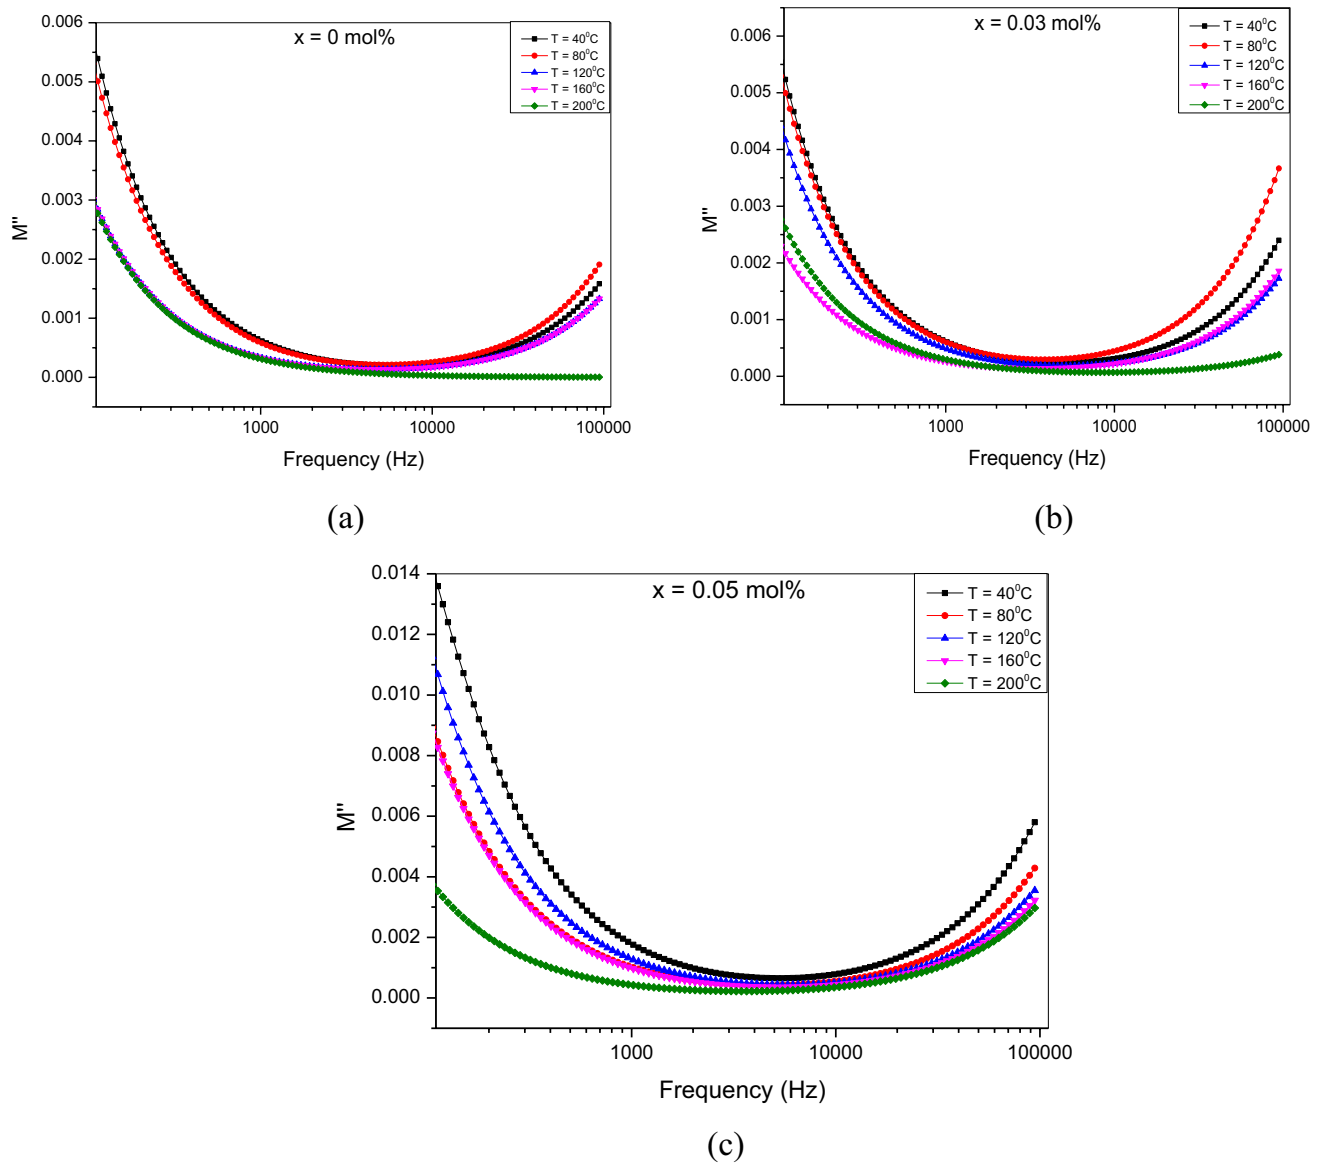 x = 0 mol%
T = 40⁰C
T = 80⁰C
T = 120⁰C
T = 160⁰C
T = 200⁰C
0.006
0.005
0.004
0.003
0.002
0.001
0.000
M"
1000
10000
100000
Frequency (Hz)
(a)
x = 0.03 mol%
T = 40⁰C
T = 80⁰C
T = 120⁰C
T = 160⁰C
T = 200⁰C
0.006
0.005
0.004
0.003
0.002
0.001
0.000
M"
1000
10000
100000
Frequency (Hz)
(b)
x = 0.05 mol%
T = 40⁰C
T = 80⁰C
T = 120⁰C
T = 160⁰C
T = 200⁰C
0.014
0.012
0.010
0.008
0.006
0.004
0.002
0.000
M"
1000
10000
100000
Frequency (Hz)
(c)